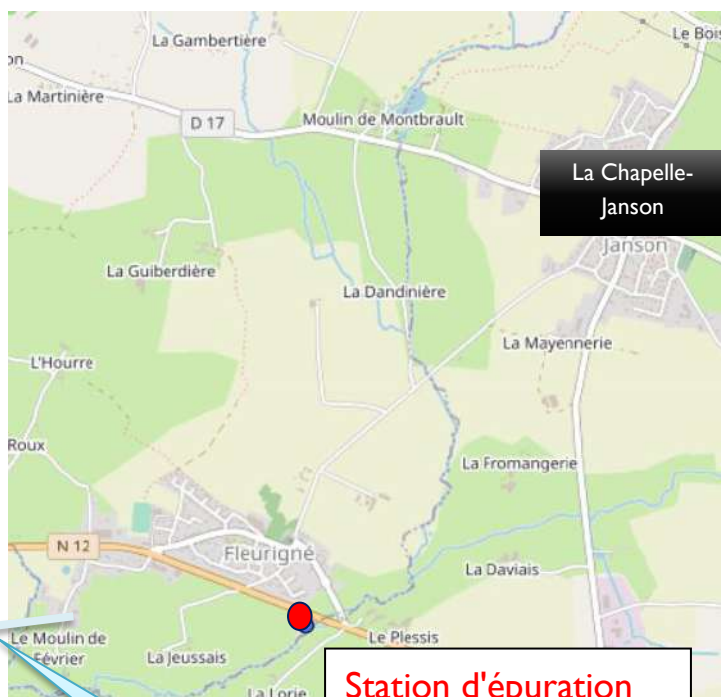 La Gambertière
Le Bois
on
La Martinière
D 17
Moulin de Montbrault
La Chapelle-
Janson
Janson
La Guiberdière
La Dandinière
La Mayennerie
L'Hourre
Roux
La Fromangerie
N 12
Fleurigné
La Daviais
Le Moulin de
Février
Le Plessis
La Jeussais
La Lorie
Station d'épuration